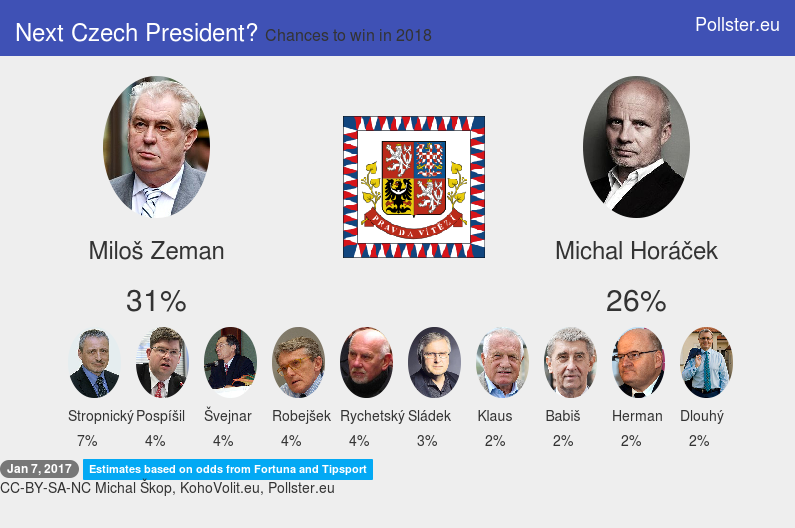 Next Czech President? Chances to win in 2018
Pollster.eu
PRAVDA VÍTĚZÍ
Miloš Zeman
Michal Horáček
31%
26%
Stropnický Pospíšil Švejnar Robejšek Rychetský Sládek Klaus Babiš Herman Dlouhý
7% 4% 4% 4% 4% 3% 2% 2% 2% 2%
Jan 7, 2017 Estimates based on odds from Fortuna and Tipsport
CC-BY-SA-NC Michal Škop, KohoVolit.eu, Pollster.eu